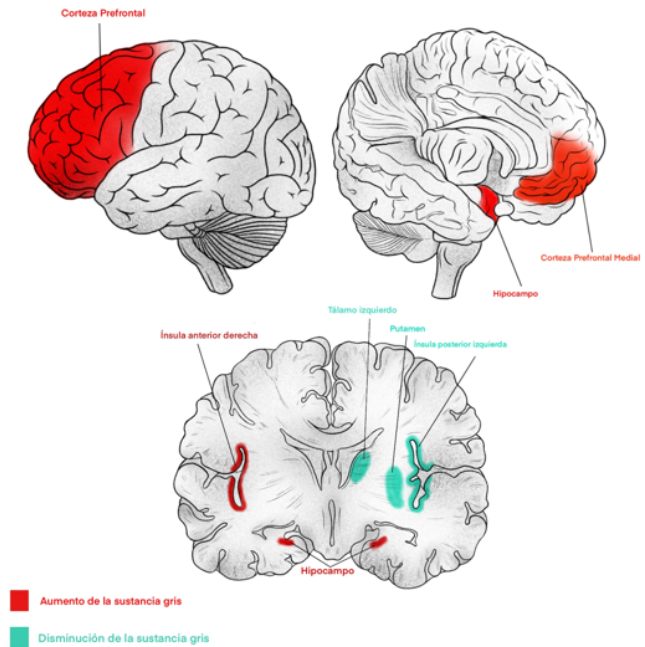 Corteza Prefrontal
Corteza Prefrontal Medial
Hipocampo
Tálamo izquierdo
Putamen
Ínsula anterior derecha
Ínsula posterior izquierda
Hipocampo
Aumento de la sustancia gris
Disminución de la sustancia gris